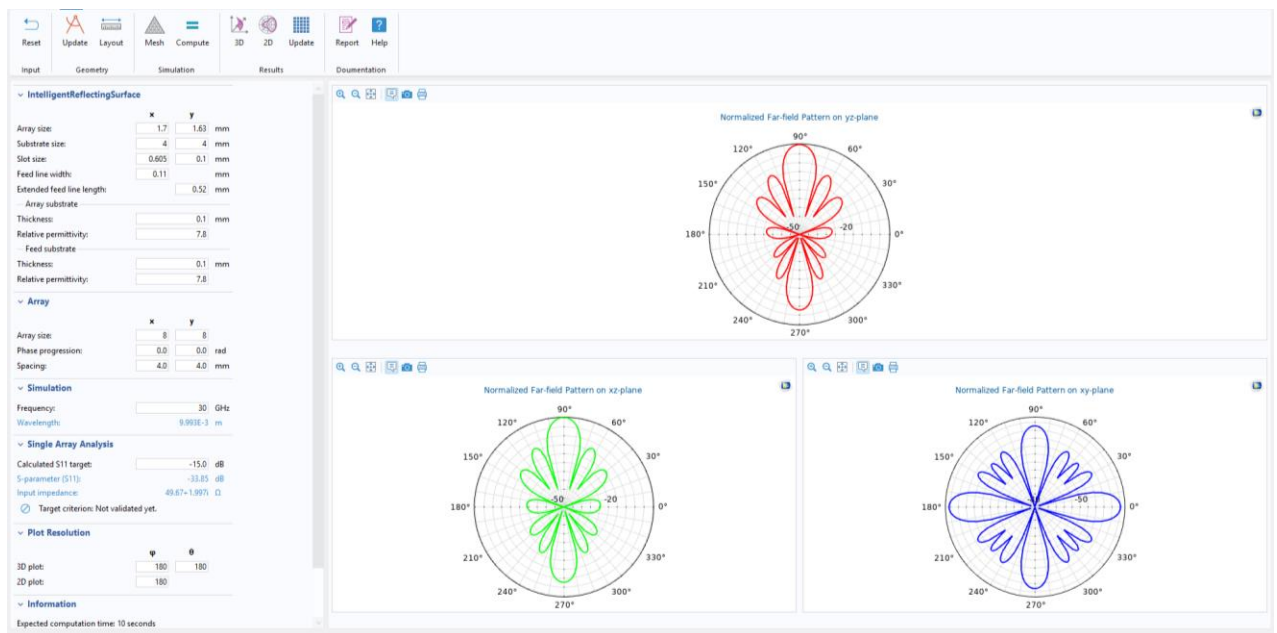 Reset Update Layout Mesh Compute 3D 2D Update Report Help
Input Geometry Simulation Results Doumentation
IntelligentReflectingSurface
x y
Array size: 1.7 1.63 mm
Substrate size: 4 4 mm
Slot size: 0.605 0.1 mm
Feed line width: 0.11 mm
Extended feed line length: 0.52 mm
Array substrate
Thickness: 0.1 mm
Relative permittivity: 7.8
Feed substrate
Thickness: 0.1 mm
Relative permittivity: 7.8
Array
x y
Array size: 8 8
Phase progression: 0.0 0.0 rad
Spacing: 4.0 4.0 mm
Simulation
Frequency: 30 GHz
Wavelength: 9.993E-3 m
Single Array Analysis
Calculated S11 target: -15.0 dB
S-parameter (S11): -33.85 dB
Input impedance: 49.67+1.997i Ω
Target criterion: Not validated yet.
Plot Resolution
φ θ
3D plot: 180 180
2D plot: 180
Information
Expected computation time: 10 seconds
Normalized Far-field Pattern on yz-plane
90°
120° 60°
150° 30°
180° -50 -20 0°
210° 330°
240° 300°
270°
Normalized Far-field Pattern on xz-plane
90°
120° 60°
150° 30°
-50 -20
180° 0°
210° 330°
240° 300°
270°
Normalized Far-field Pattern on xy-plane
90°
120° 60°
150° 30°
-50
180° 0°
210° 330°
240° 300°
270°